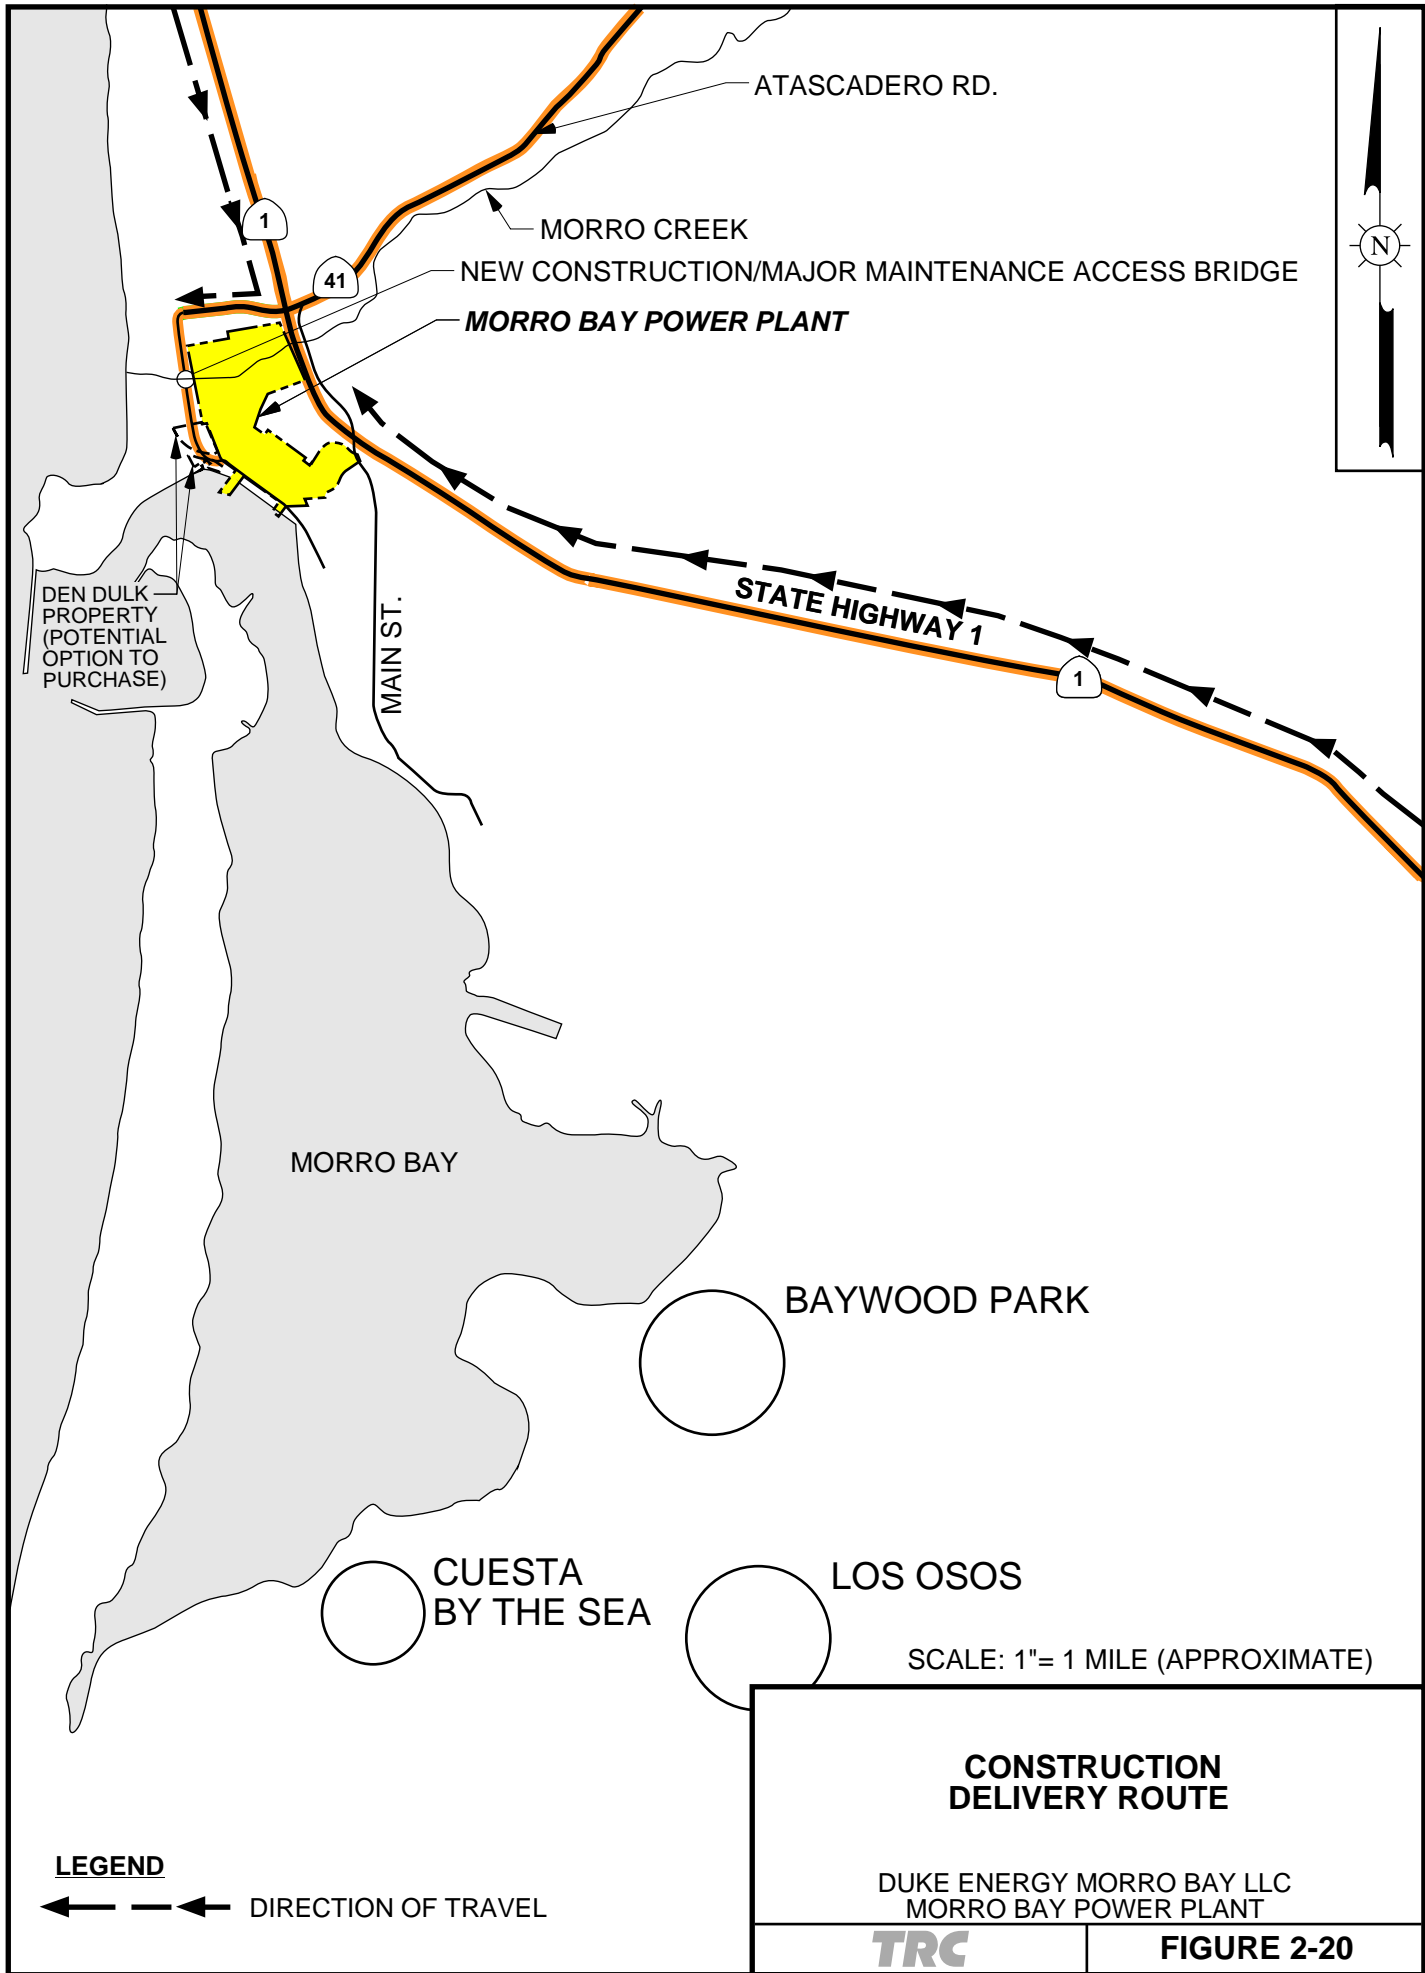 ATASCADERO RD.
N
1
MORRO CREEK
41
NEW CONSTRUCTION/MAJOR MAINTENANCE ACCESS BRIDGE
MORRO BAY POWER PLANT
DEN DULK
PROPERTY
(POTENTIAL
OPTION TO
PURCHASE)
MAIN ST.
STATE HIGHWAY 1
1
MORRO BAY
BAYWOOD PARK
CUESTA
BY THE SEA
LOS OSOS
SCALE: 1"= 1 MILE (APPROXIMATE)
CONSTRUCTION
DELIVERY ROUTE
LEGEND
DIRECTION OF TRAVEL
DUKE ENERGY MORRO BAY LLC
MORRO BAY POWER PLANT
TRC
FIGURE 2-20